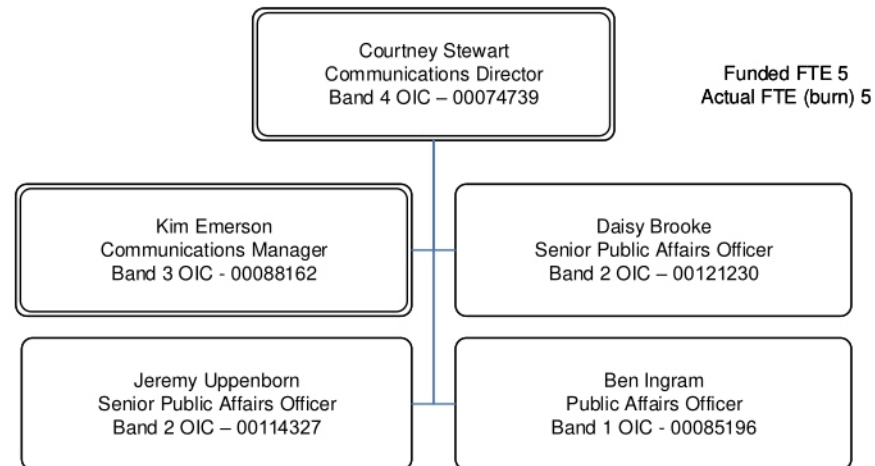 Courtney Stewart
Communications Director
Band 4 OIC – 00074739
Funded FTE 5
Actual FTE (burn) 5
Kim Emerson
Communications Manager
Band 3 OIC - 00088162
Daisy Brooke
Senior Public Affairs Officer
Band 2 OIC – 00121230
Jeremy Uppenborn
Senior Public Affairs Officer
Band 2 OIC – 00114327
Ben Ingram
Public Affairs Officer
Band 1 OIC - 00085196